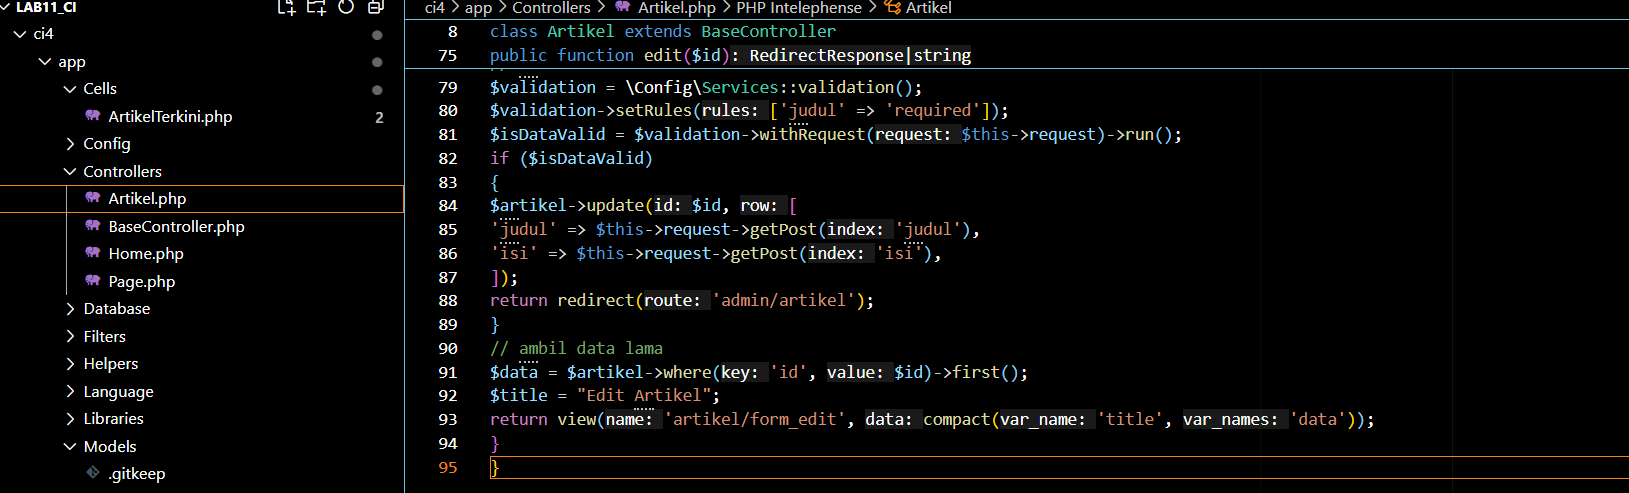 LAB11_CI
ci4
app
Cells
ArtikelTerkini.php 2
Config
Controllers
Artikel.php
BaseController.php
Home.php
Page.php
Database
Filters
Helpers
Language
Libraries
Models
.gitkeep
ci4 > app > Controllers > Artikel.php > PHP Intelephense > Artikel
8 class Artikel extends BaseController
75 public function edit($id): RedirectResponse|string
79 $validation = \Config\Services::validation();
80 $validation->setRules(rules: ['judul' => 'required']);
81 $isDataValid = $validation->withRequest(request: $this->request)->run();
82 if ($isDataValid)
83 {
84 $artikel->update(id: $id, row: [
85 'judul' => $this->request->getPost(index: 'judul'),
86 'isi' => $this->request->getPost(index: 'isi'),
87 ]);
88 return redirect(route: 'admin/artikel');
89 }
90 // ambil data lama
91 $data = $artikel->where(key: 'id', value: $id)->first();
92 $title = "Edit Artikel";
93 return view(name: 'artikel/form_edit', data: compact(var_name: 'title', var_names: 'data'));
94 }
95 }